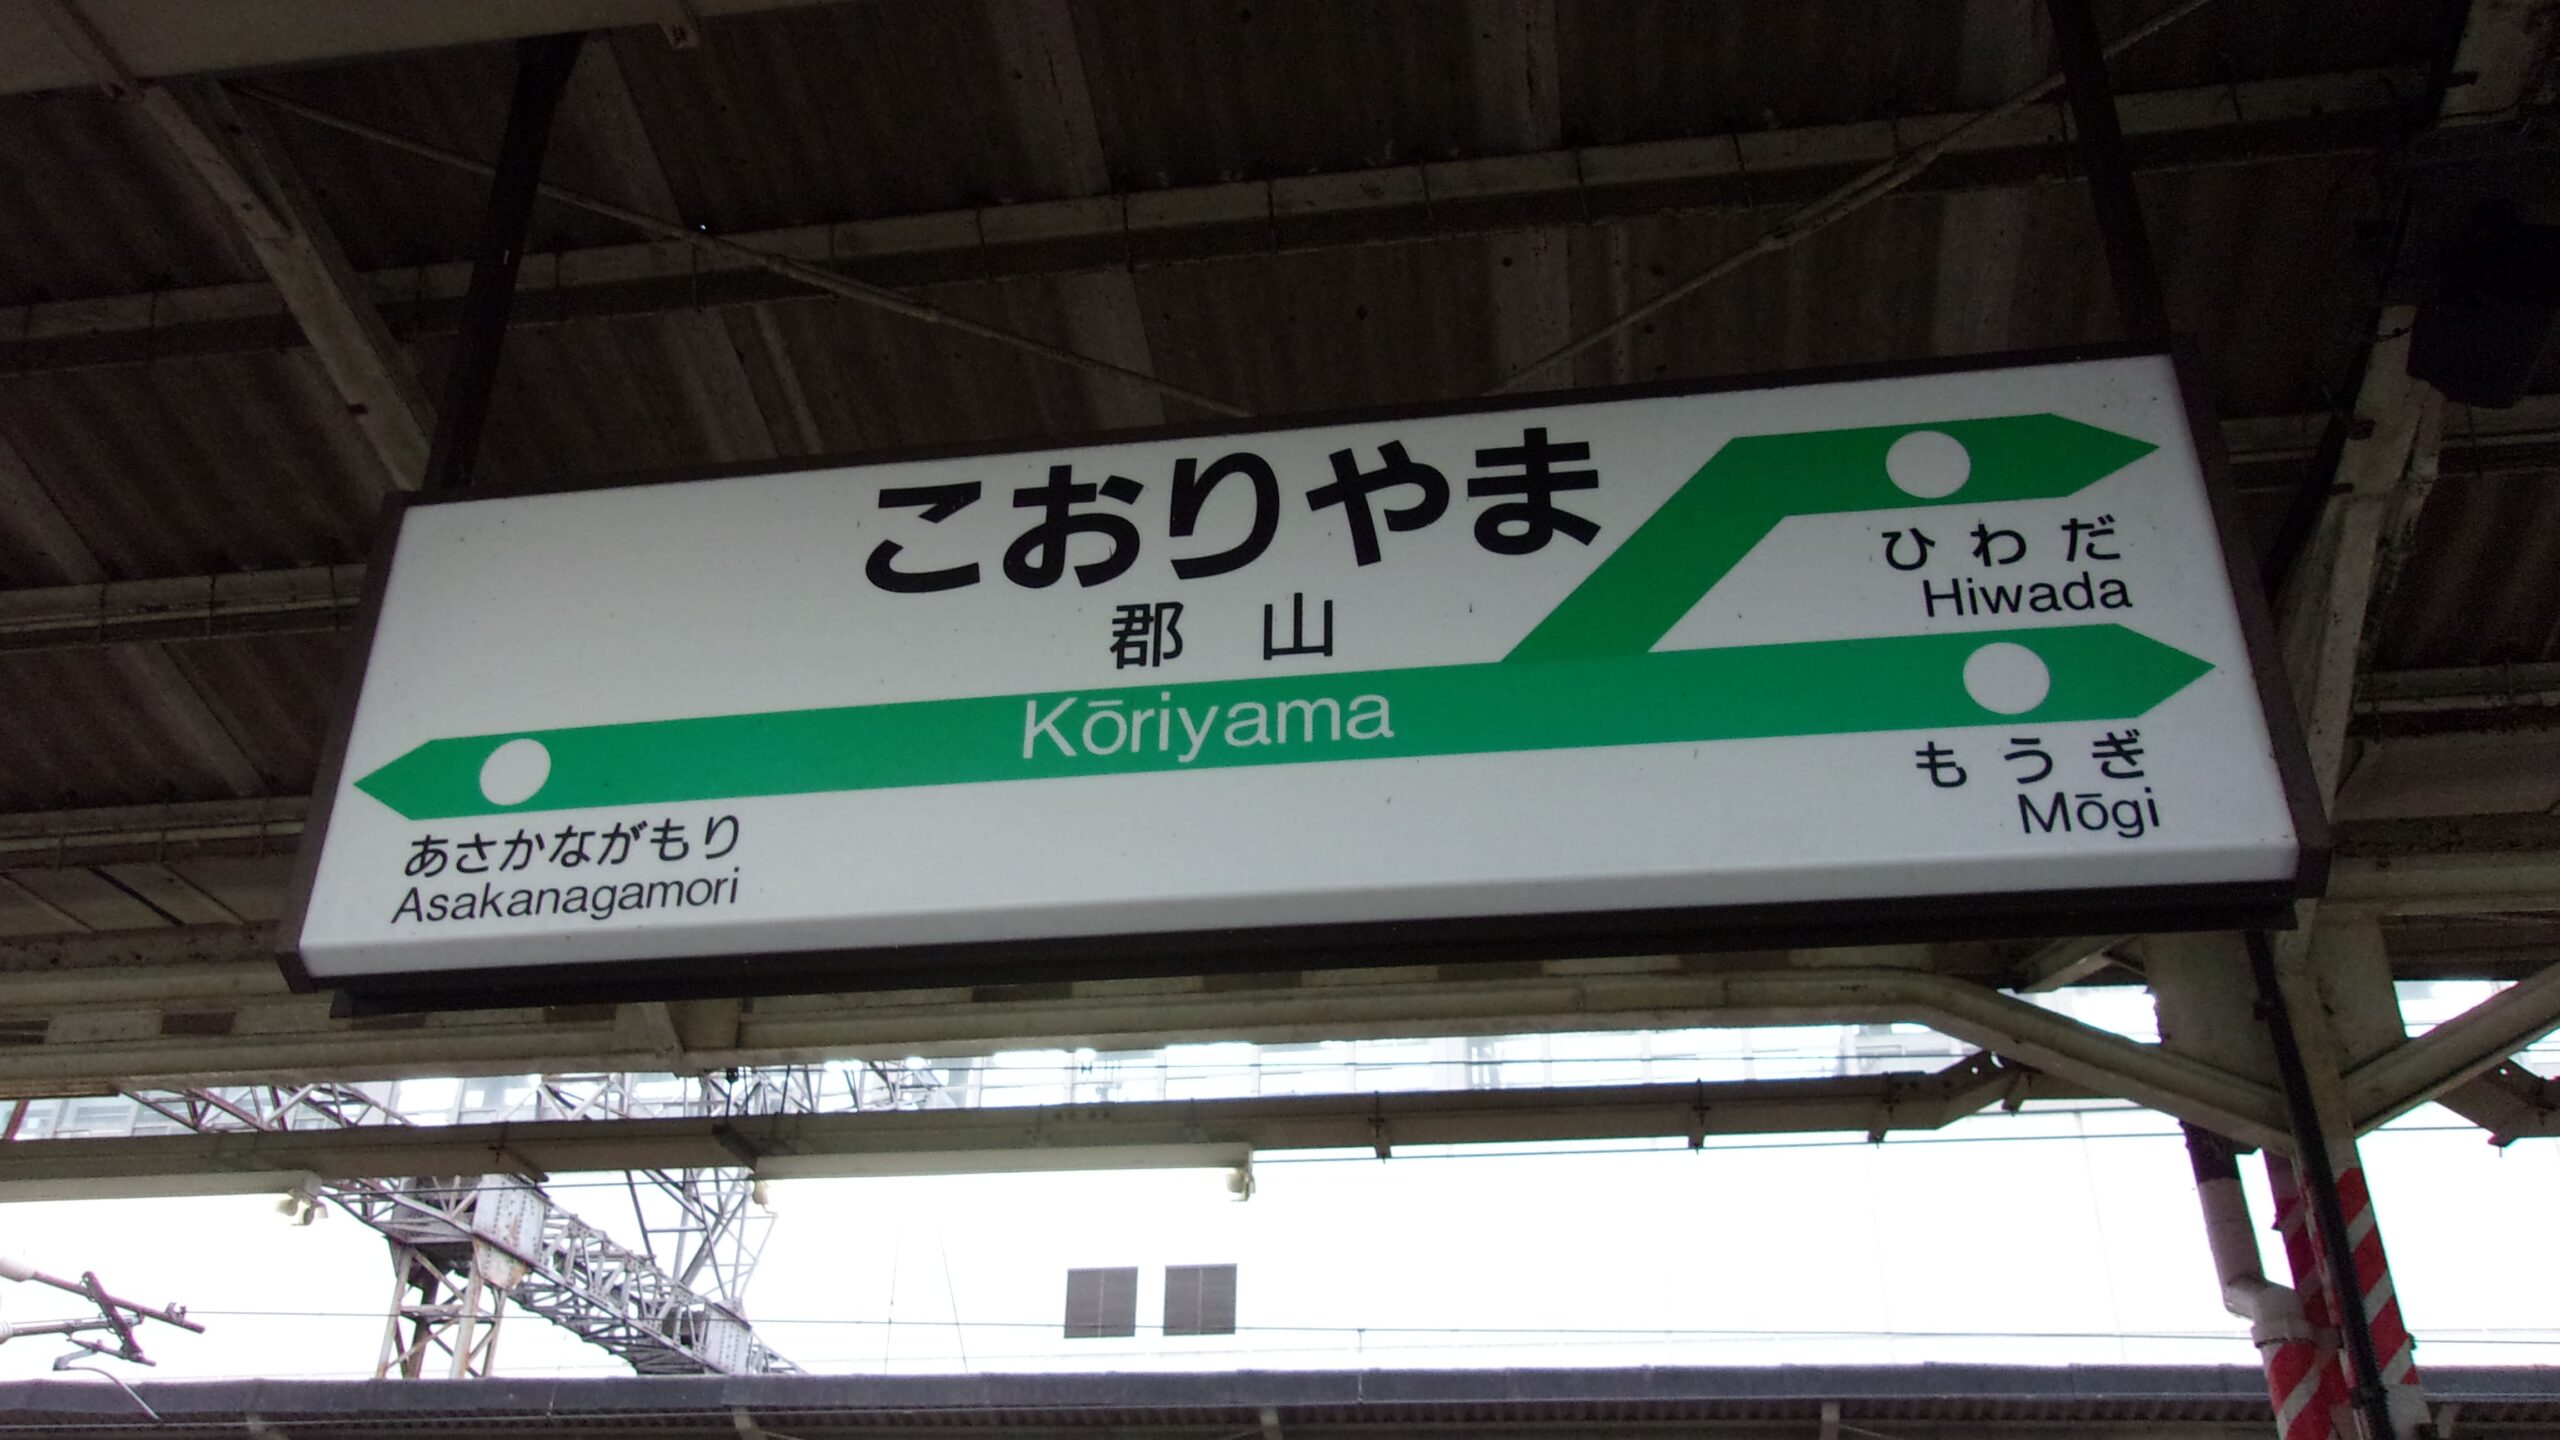 こおりやま
郡山
Kōriyama
ひわだ
Hiwada
もうぎ
Mōgi
あさかながもり
Asakanagamori